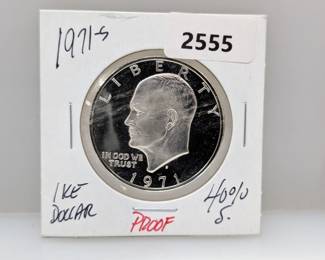 1971-S
2555
LIBERTY
IN GOD WE
TRUST
1971
IKE
DOLLAR
PROOF
40%
S.